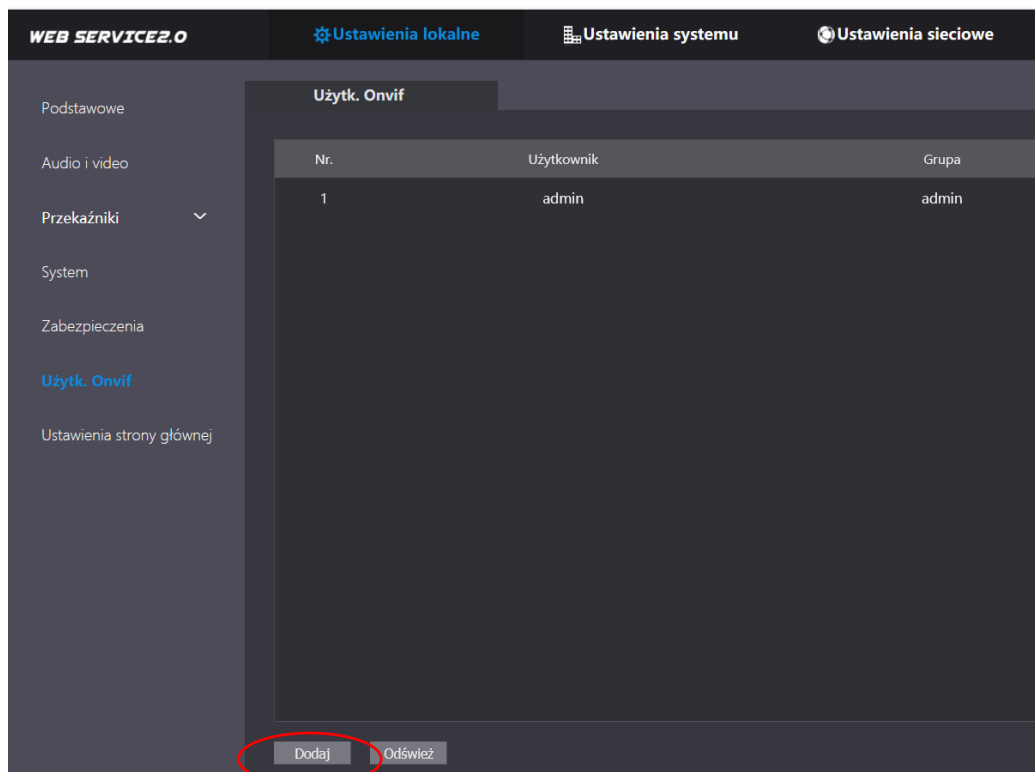 WEB SERVICE2.0 Ustawienia lokalne Ustawienia systemu Ustawienia sieciowe
Użytk. Onvif
Podstawowe
Audio i video
Przekaźniki
System
Zabezpieczenia
Użytk. Onvif
Ustawienia strony głównej
Nr. Użytkownik Grupa
1 admin admin
Dodaj Odśwież